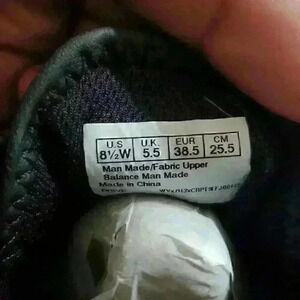 U.S U.K. EUR CM
8½W 5.5 38.5 25.5
Man Made/Fabric Upper
Balance Man Made
Made in China